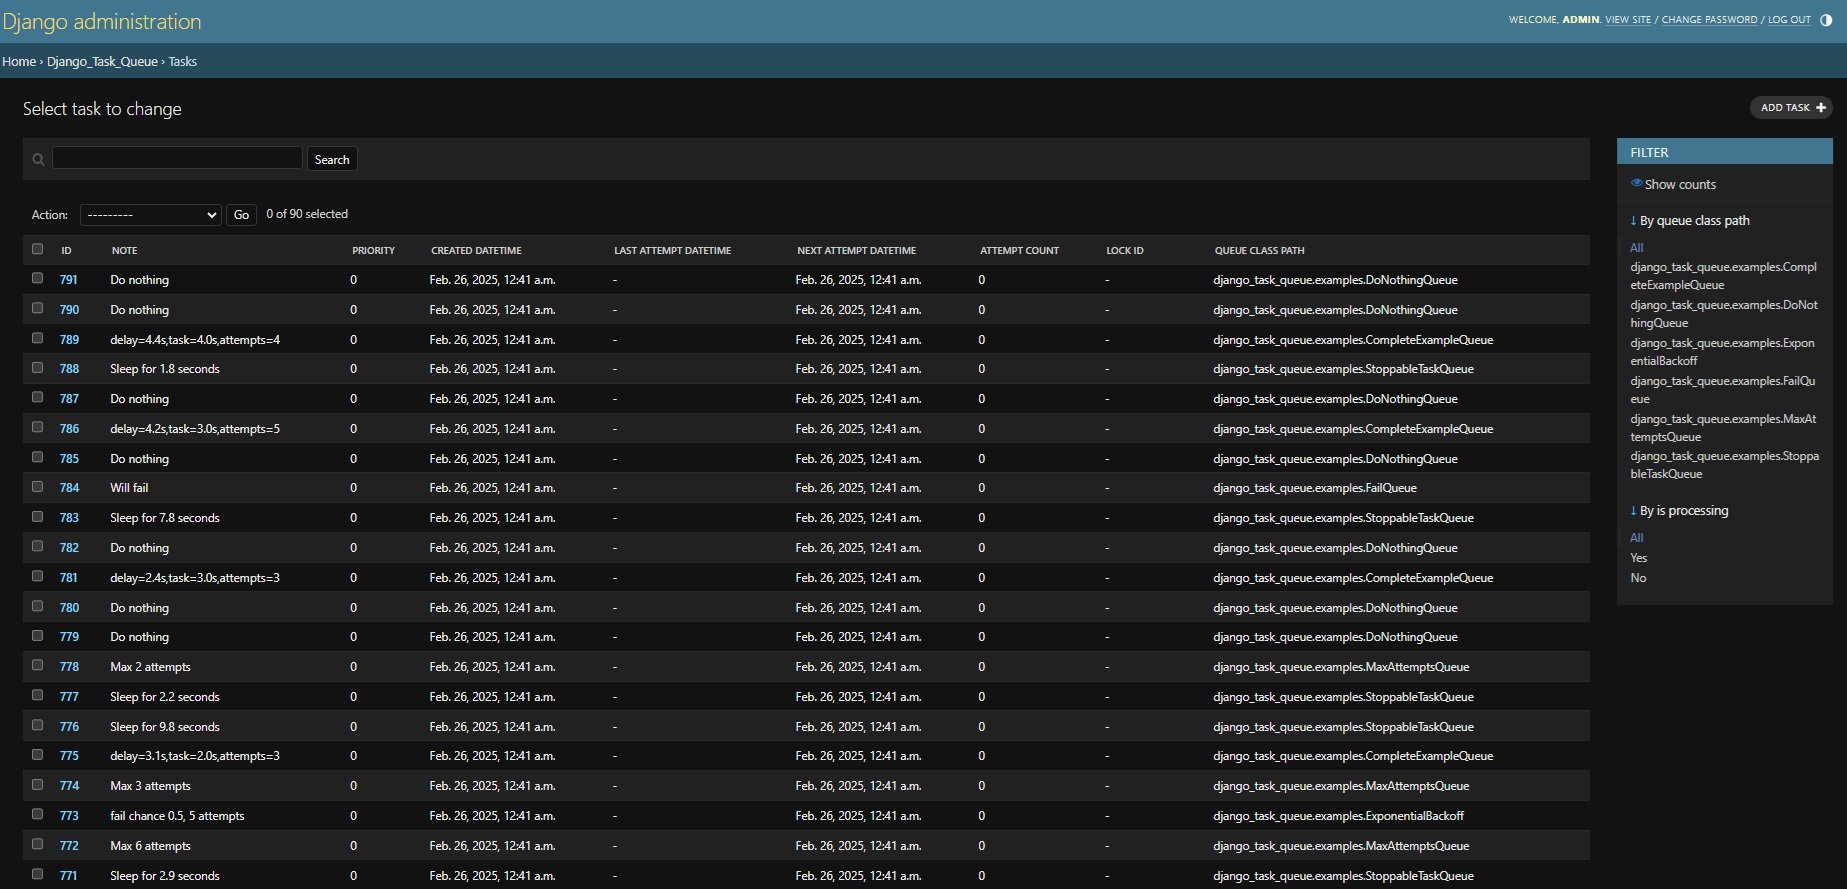 Django administration
WELCOME, ADMIN. VIEW SITE / CHANGE PASSWORD / LOG OUT
Home › Django_Task_Queue › Tasks
Select task to change
ADD TASK +
Search
Action: --------- Go 0 of 90 selected
ID NOTE PRIORITY CREATED DATETIME LAST ATTEMPT DATETIME NEXT ATTEMPT DATETIME ATTEMPT COUNT LOCK ID QUEUE CLASS PATH
791 Do nothing 0 Feb. 26, 2025, 12:41 a.m. - Feb. 26, 2025, 12:41 a.m. 0 - django_task_queue.examples.DoNothingQueue
790 Do nothing 0 Feb. 26, 2025, 12:41 a.m. - Feb. 26, 2025, 12:41 a.m. 0 - django_task_queue.examples.DoNothingQueue
789 delay=4.4s,task=4.0s,attempts=4 0 Feb. 26, 2025, 12:41 a.m. - Feb. 26, 2025, 12:41 a.m. 0 - django_task_queue.examples.CompleteExampleQueue
788 Sleep for 1.8 seconds 0 Feb. 26, 2025, 12:41 a.m. - Feb. 26, 2025, 12:41 a.m. 0 - django_task_queue.examples.StoppableTaskQueue
787 Do nothing 0 Feb. 26, 2025, 12:41 a.m. - Feb. 26, 2025, 12:41 a.m. 0 - django_task_queue.examples.DoNothingQueue
786 delay=4.2s,task=3.0s,attempts=5 0 Feb. 26, 2025, 12:41 a.m. - Feb. 26, 2025, 12:41 a.m. 0 - django_task_queue.examples.CompleteExampleQueue
785 Do nothing 0 Feb. 26, 2025, 12:41 a.m. - Feb. 26, 2025, 12:41 a.m. 0 - django_task_queue.examples.DoNothingQueue
784 Will fail 0 Feb. 26, 2025, 12:41 a.m. - Feb. 26, 2025, 12:41 a.m. 0 - django_task_queue.examples.FailQueue
783 Sleep for 7.8 seconds 0 Feb. 26, 2025, 12:41 a.m. - Feb. 26, 2025, 12:41 a.m. 0 - django_task_queue.examples.StoppableTaskQueue
782 Do nothing 0 Feb. 26, 2025, 12:41 a.m. - Feb. 26, 2025, 12:41 a.m. 0 - django_task_queue.examples.DoNothingQueue
781 delay=2.4s,task=3.0s,attempts=3 0 Feb. 26, 2025, 12:41 a.m. - Feb. 26, 2025, 12:41 a.m. 0 - django_task_queue.examples.CompleteExampleQueue
780 Do nothing 0 Feb. 26, 2025, 12:41 a.m. - Feb. 26, 2025, 12:41 a.m. 0 - django_task_queue.examples.DoNothingQueue
779 Do nothing 0 Feb. 26, 2025, 12:41 a.m. - Feb. 26, 2025, 12:41 a.m. 0 - django_task_queue.examples.DoNothingQueue
778 Max 2 attempts 0 Feb. 26, 2025, 12:41 a.m. - Feb. 26, 2025, 12:41 a.m. 0 - django_task_queue.examples.MaxAttemptsQueue
777 Sleep for 2.2 seconds 0 Feb. 26, 2025, 12:41 a.m. - Feb. 26, 2025, 12:41 a.m. 0 - django_task_queue.examples.StoppableTaskQueue
776 Sleep for 9.8 seconds 0 Feb. 26, 2025, 12:41 a.m. - Feb. 26, 2025, 12:41 a.m. 0 - django_task_queue.examples.StoppableTaskQueue
775 delay=3.1s,task=2.0s,attempts=3 0 Feb. 26, 2025, 12:41 a.m. - Feb. 26, 2025, 12:41 a.m. 0 - django_task_queue.examples.CompleteExampleQueue
774 Max 3 attempts 0 Feb. 26, 2025, 12:41 a.m. - Feb. 26, 2025, 12:41 a.m. 0 - django_task_queue.examples.MaxAttemptsQueue
773 fail chance 0.5, 5 attempts 0 Feb. 26, 2025, 12:41 a.m. - Feb. 26, 2025, 12:41 a.m. 0 - django_task_queue.examples.ExponentialBackoff
772 Max 6 attempts 0 Feb. 26, 2025, 12:41 a.m. - Feb. 26, 2025, 12:41 a.m. 0 - django_task_queue.examples.MaxAttemptsQueue
771 Sleep for 2.9 seconds 0 Feb. 26, 2025, 12:41 a.m. - Feb. 26, 2025, 12:41 a.m. 0 - django_task_queue.examples.StoppableTaskQueue
FILTER
Show counts
↓ By queue class path
All
django_task_queue.examples.Compl
eteExampleQueue
django_task_queue.examples.DoNot
hingQueue
django_task_queue.examples.Expon
entialBackoff
django_task_queue.examples.FailQu
eue
django_task_queue.examples.MaxAt
temptsQueue
django_task_queue.examples.Stoppa
bleTaskQueue
↓ By is processing
All
Yes
No